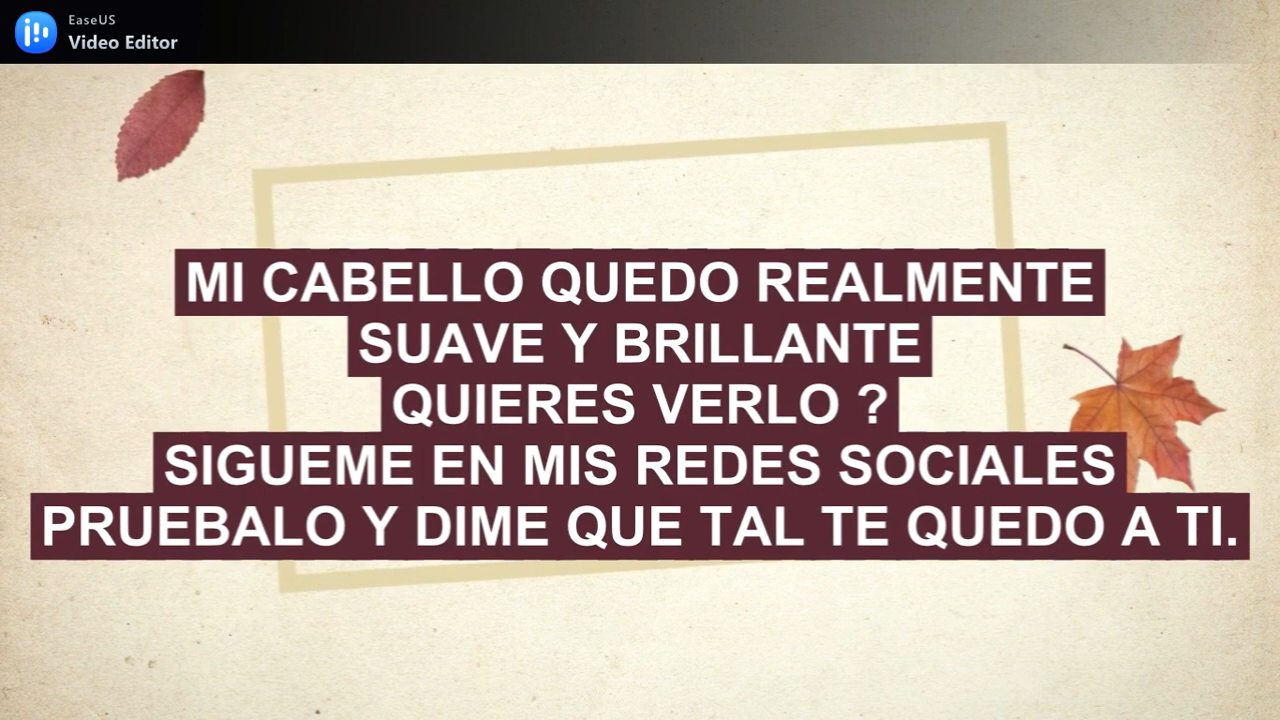 EaseUS
Video Editor
MI CABELLO QUEDO REALMENTE
SUAVE Y BRILLANTE
QUIERES VERLO ?
SIGUEME EN MIS REDES SOCIALES
PRUEBALO Y DIME QUE TAL TE QUEDO A TI.